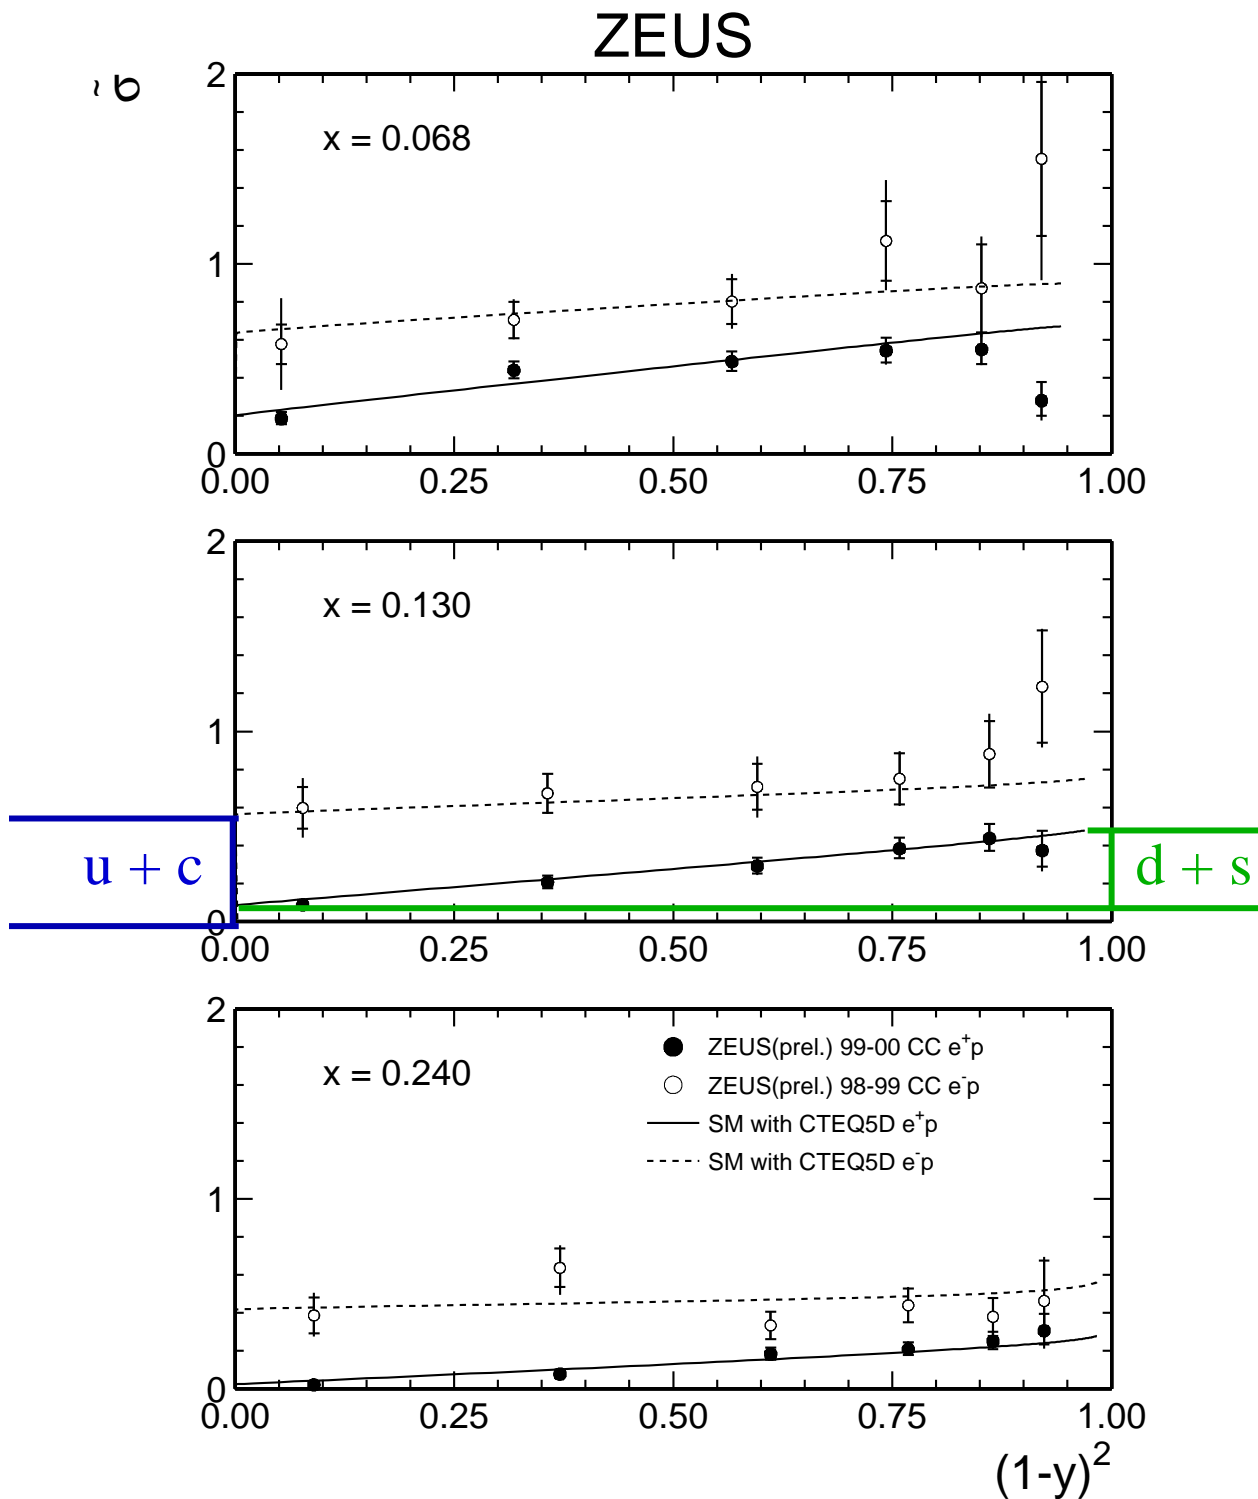 ZEUS
σ̃
2
1
0
x = 0.068
0.00 0.25 0.50 0.75 1.00
2
1
0
x = 0.130
u + c
d + s
0.00 0.25 0.50 0.75 1.00
2
1
0
x = 0.240
ZEUS(prel.) 99-00 CC e⁺p
ZEUS(prel.) 98-99 CC e⁻p
SM with CTEQ5D e⁺p
SM with CTEQ5D e⁻p
0.00 0.25 0.50 0.75 1.00
(1-y)²